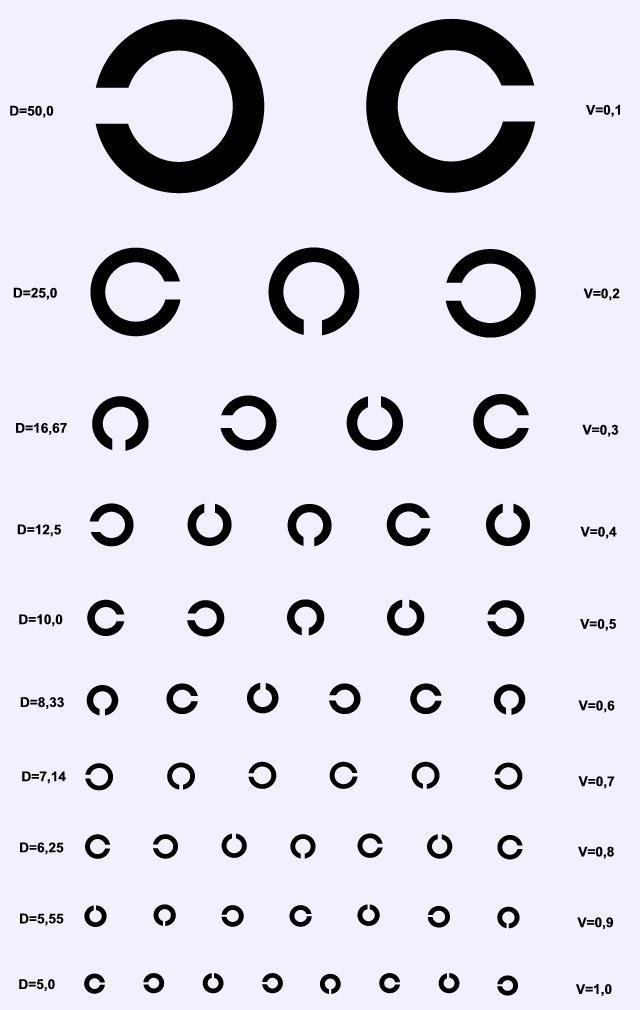 D=50,0 V=0,1
D=25,0 V=0,2
D=16,67 V=0,3
D=12,5 V=0,4
D=10,0 V=0,5
D=8,33 V=0,6
D=7,14 V=0,7
D=6,25 V=0,8
D=5,55 V=0,9
D=5,0 V=1,0